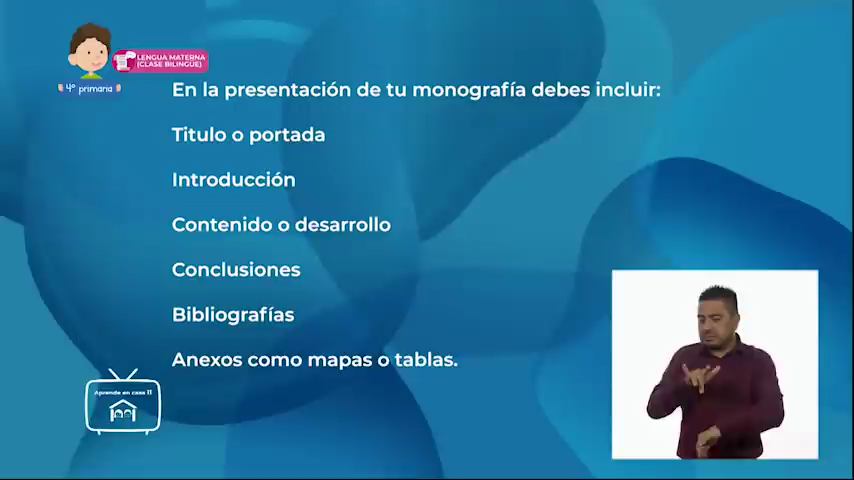 LENGUA MATERNA
(CLASE BILINGÜE)
4° primaria
En la presentación de tu monografía debes incluir:
Titulo o portada
Introducción
Contenido o desarrollo
Conclusiones
Bibliografías
Anexos como mapas o tablas.
Aprende en casa II